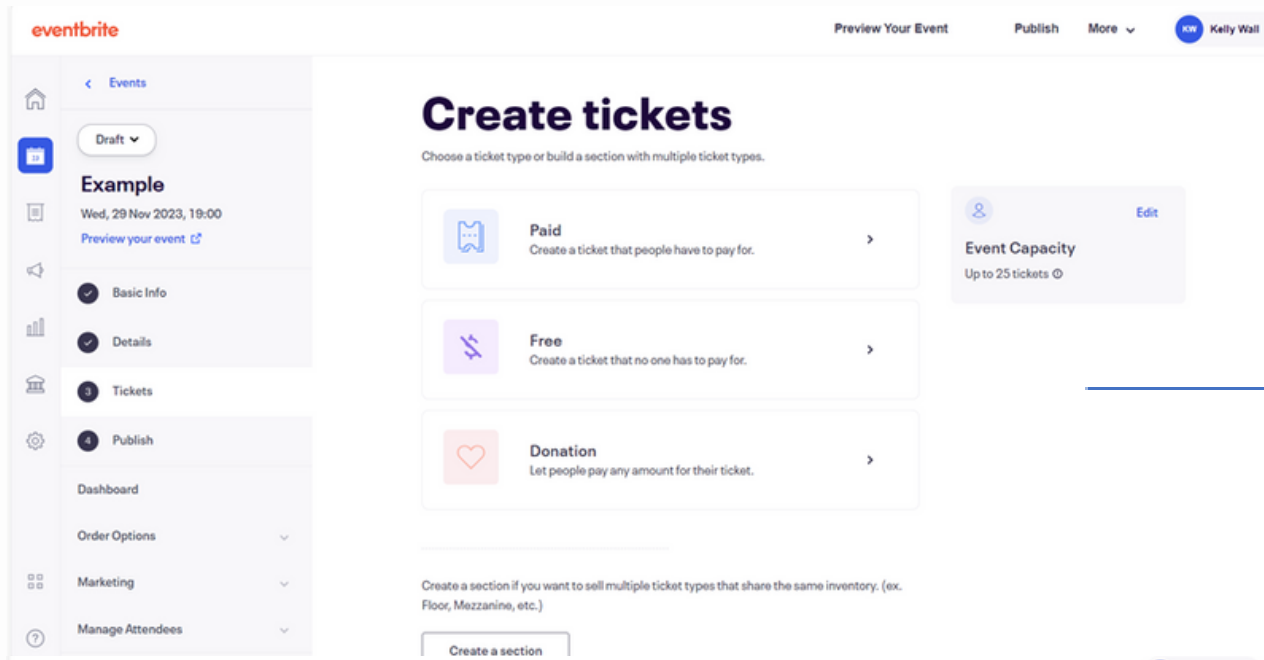 eventbrite
Preview Your Event
Publish
More
KW
Kelly Wall
Events
Draft
Example
Wed, 29 Nov 2023, 19:00
Preview your event
Basic Info
Details
3 Tickets
4 Publish
Dashboard
Order Options
Marketing
Manage Attendees
Create tickets
Choose a ticket type or build a section with multiple ticket types.
Paid
Create a ticket that people have to pay for.
Free
Create a ticket that no one has to pay for.
Donation
Let people pay any amount for their ticket.
Edit
Event Capacity
Up to 25 tickets
Create a section if you want to sell multiple ticket types that share the same inventory. (ex.
Floor, Mezzanine, etc.)
Create a section